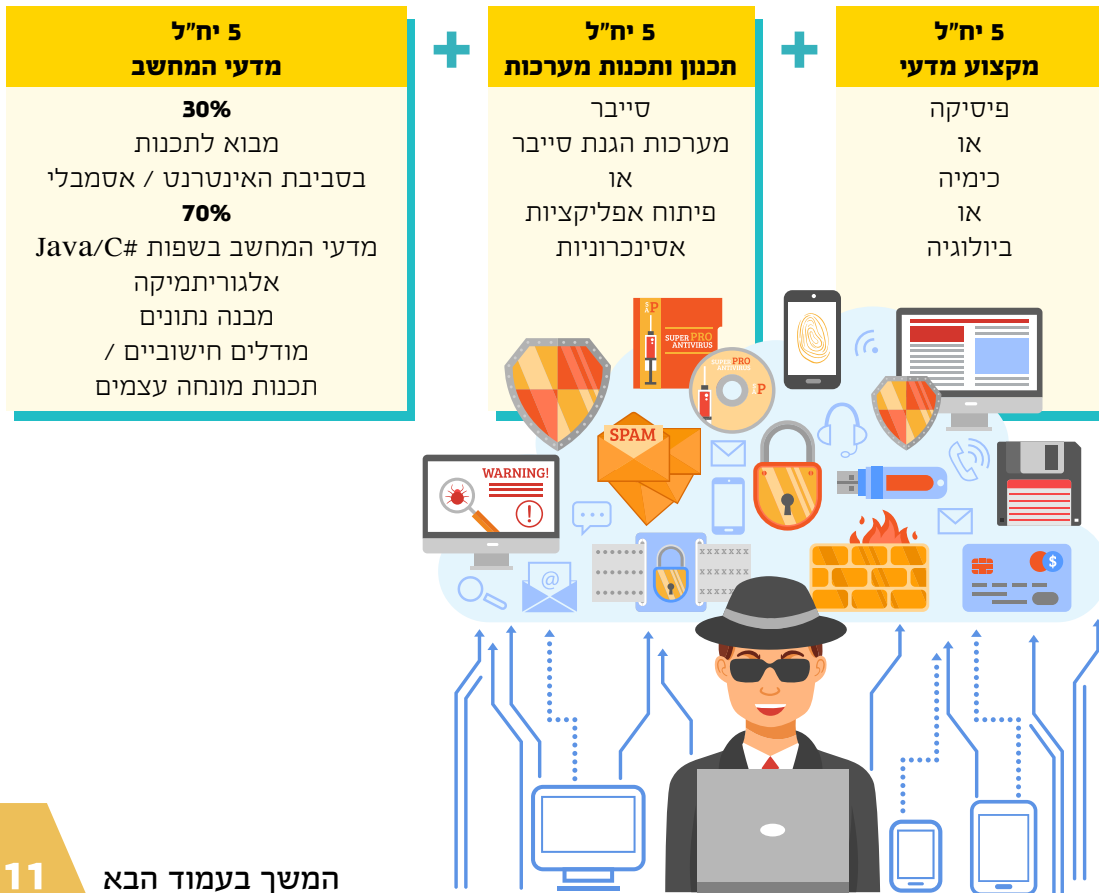 5 יח"ל
מקצוע מדעי
פיסיקה
או
כימיה
או
ביולוגיה
+
5 יח"ל
תכנון ותכנות מערכות
סייבר
מערכות הגנת סייבר
או
פיתוח אפליקציות
אסינכרוניות
+
5 יח"ל
מדעי המחשב
30%
מבוא לתכנות
בסביבת האינטרנט / אסמבלי
70%
מדעי המחשב בשפות Java/C#
אלגוריתמיקה
מבנה נתונים
מודלים חישוביים /
תכנות מונחה עצמים
P
SUPER PRO
ANTIVIRUS
SUPER PRO
ANTIVIRUS
P
SPAM
WARNING!
!
@
xxxxxxx
xxxxxxx
xxxxxxx
$
המשך בעמוד הבא
11